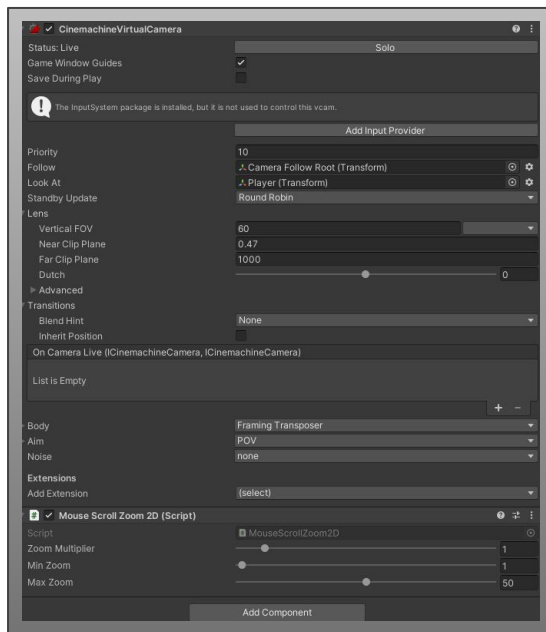 CinemachineVirtualCamera
Status: Live Solo
Game Window Guides
Save During Play
The InputSystem package is installed, but it is not used to control this vcam.
Add Input Provider
Priority 10
Follow Camera Follow Root (Transform)
Look At Player (Transform)
Standby Update Round Robin
Lens
Vertical FOV 60
Near Clip Plane 0.47
Far Clip Plane 1000
Dutch 0
Advanced
Transitions
Blend Hint None
Inherit Position
On Camera Live (ICinemachineCamera, ICinemachineCamera)
List is Empty
+ −
Body Framing Transposer
Aim POV
Noise none
Extensions
Add Extension (select)
# Mouse Scroll Zoom 2D (Script)
Script # MouseScrollZoom2D
Zoom Multiplier 1
Min Zoom 1
Max Zoom 50
Add Component